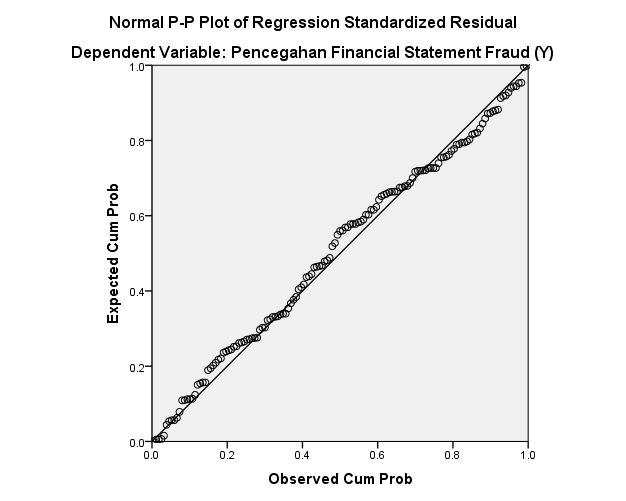 Normal P-P Plot of Regression Standardized Residual
Dependent Variable: Pencegahan Financial Statement Fraud (Y)
1.0
0.8
0.6
0.4
0.2
0.0
Expected Cum Prob
0.0 0.2 0.4 0.6 0.8 1.0
Observed Cum Prob